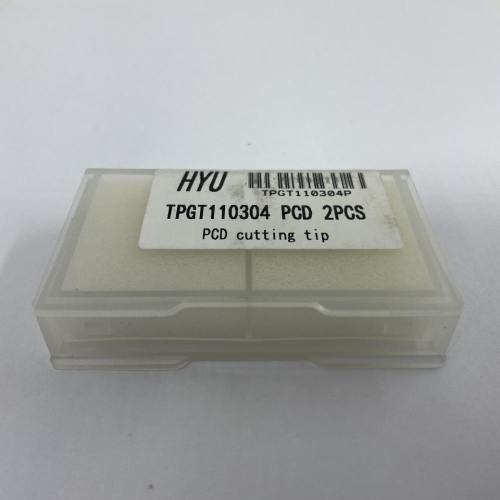 HYU
TPGT110304P
TPGT110304 PCD 2PCS
PCD cutting tip